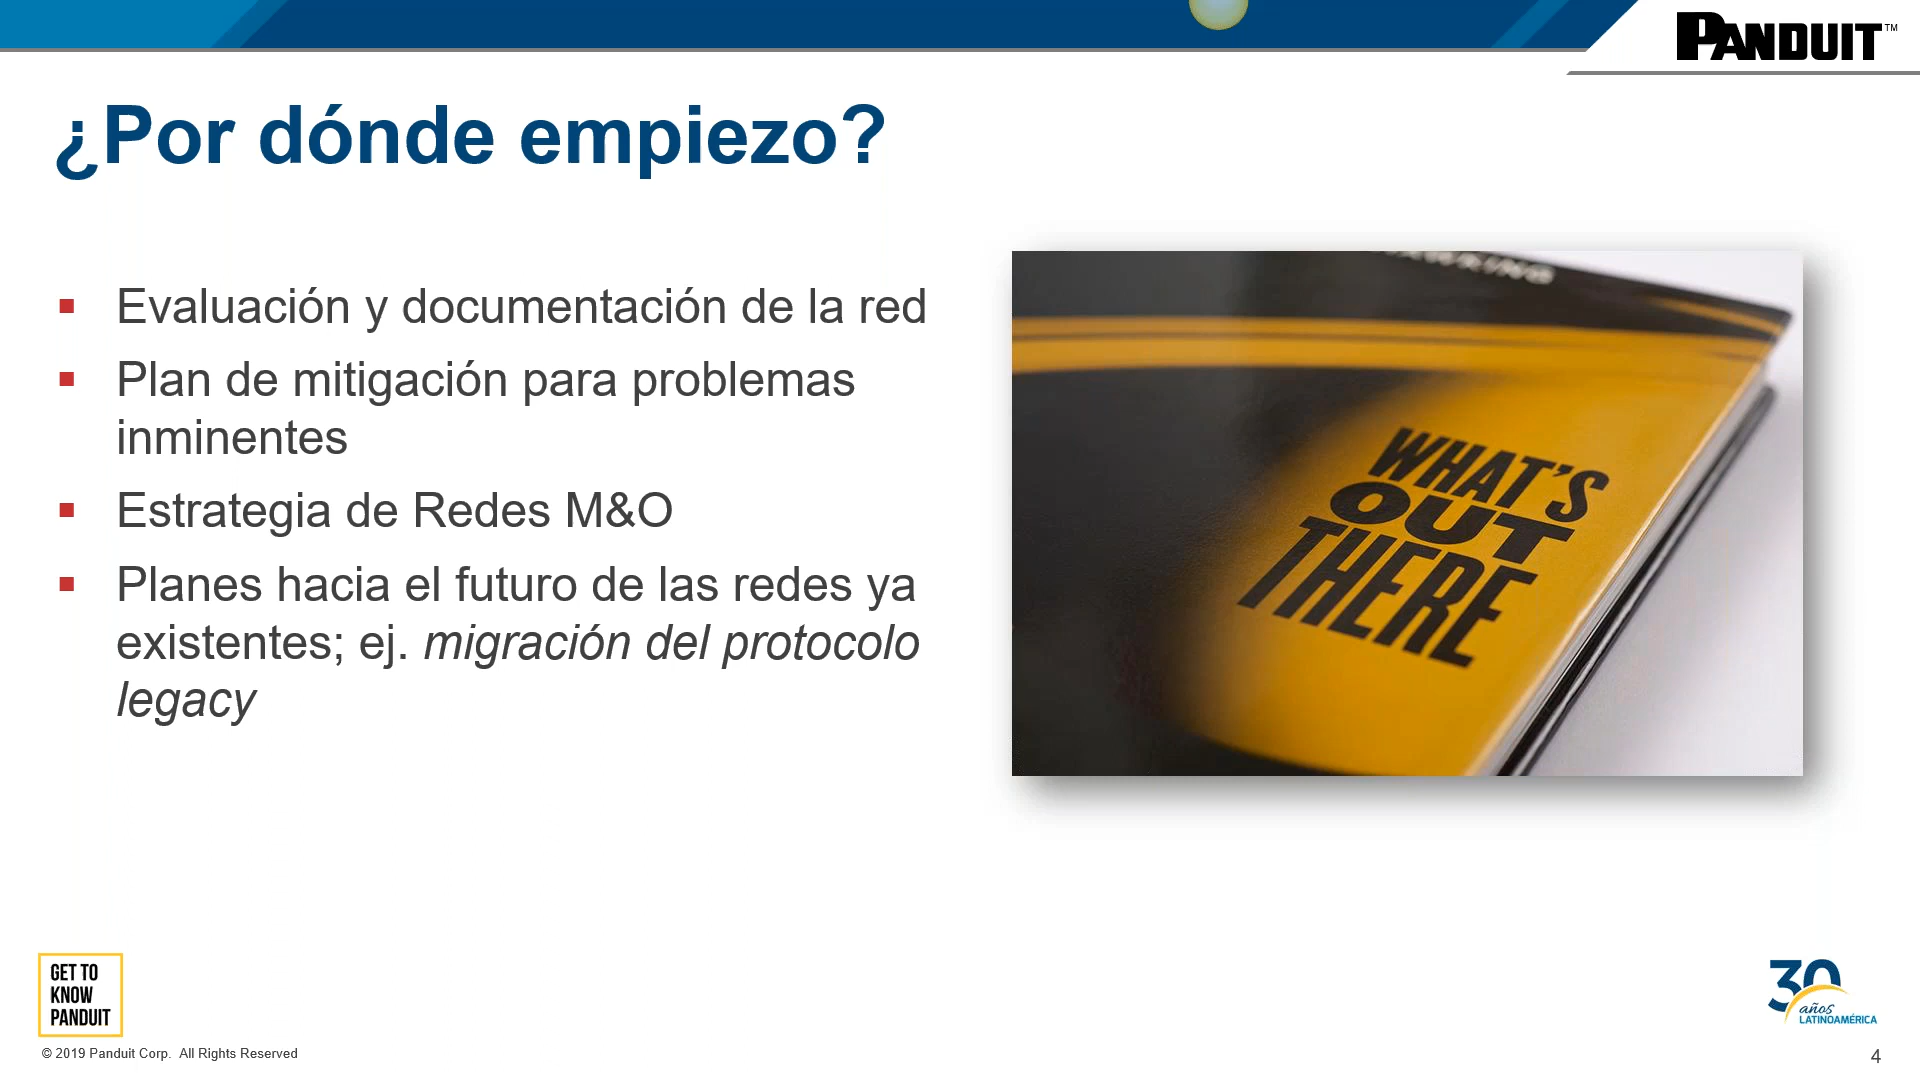 PANDUIT™
¿Por dónde empiezo?
▪ Evaluación y documentación de la red
▪ Plan de mitigación para problemas
inminentes
▪ Estrategia de Redes M&O
▪ Planes hacia el futuro de las redes ya
existentes; ej. migración del protocolo
legacy
WHAT'S
OUT
THERE
GET TO
KNOW
PANDUIT
30
años
LATINOAMÉRICA
© 2019 Panduit Corp. All Rights Reserved
4